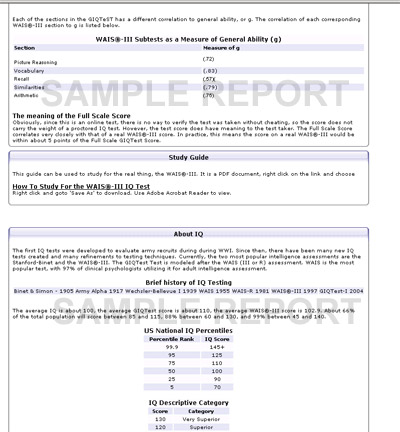 Each of the sections in the GIQTeST has a different correlation to general ability, or g. The correlation of each corresponding
WAIS®-III section to g is listed below.
WAIS®-III Subtests as a Measure of General Ability (g)
Section Measure of g
Picture Reasoning (.72)
Vocabulary (.83)
Recall (.57)
Similarities (.79)
Arithmetic (.75)
SAMPLE REPORT
The meaning of the Full Scale Score
Obviously, since this is an online test, there is no way to verify the test was taken without cheating, so the score does not
carry the weight of a proctored IQ test. However, the test score does have meaning to the test taker. The Full Scale Score
correlates very closely with that of a real WAIS®-III score. In practice, this means the score on a real WAIS®-III would be
within about 5 points of the Full Scale GIQTest Score.
Study Guide
This guide can be used to study for the real thing, the WAIS®-III. It is a PDF document, right click on the link and choose
How To Study For the WAIS®-III IQ Test
Right click and goto 'Save As' to download. Use Adobe Acrobat Reader to view.
About IQ
The first IQ tests were developed to evaluate army recruits during during WWI. Since then, there have been many new IQ
tests created and many refinements to testing techniques. Currently, the two most popular intelligence assessments are the
Stanford-Binet and the WAIS®-III. The GIQTest Test is modeled after the WAIS (III or R) assessment. WAIS is the most
popular test, with 97% of clinical psychologists utilizing it for adult intelligence assessment.
Brief history of IQ Testing
Binet & Simon - 1905 Army Alpha 1917 Wachsler-Bellevue I 1939 WAIS 1955 WAIS-R 1981 WAIS®-III 1997 GIQTest-I 2004
SAMPLE REPORT
The average IQ is about 100, the average GIQTest score is about 110, the average WAIS®-III score is 102.9. About 66%
of the total population will score between 85 and 115, 88% between 60 and 130, and 99% between 45 and 140.
US National IQ Percentiles
Percentile Rank IQ Score
99.9 145+
95 125
75 110
50 100
25 90
5 70
IQ Descriptive Category
Score Category
130 Very Superior
120 Superior